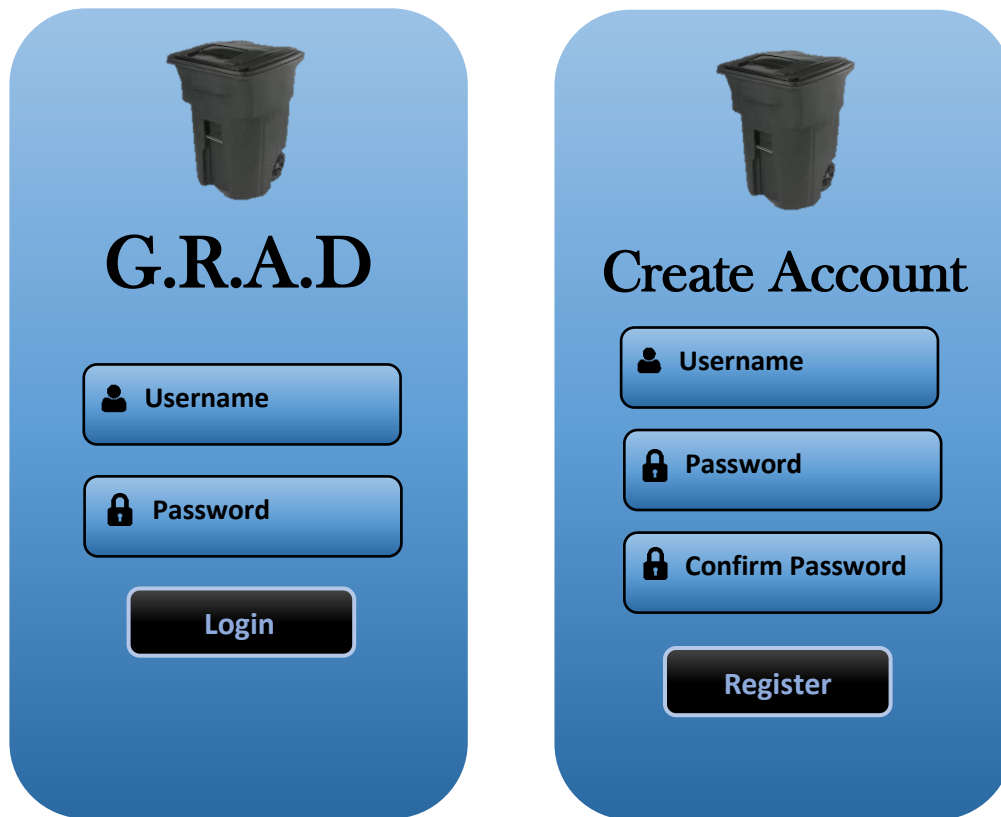 G.R.A.D
Username
Password
Login
Create Account
Username
Password
Confirm Password
Register